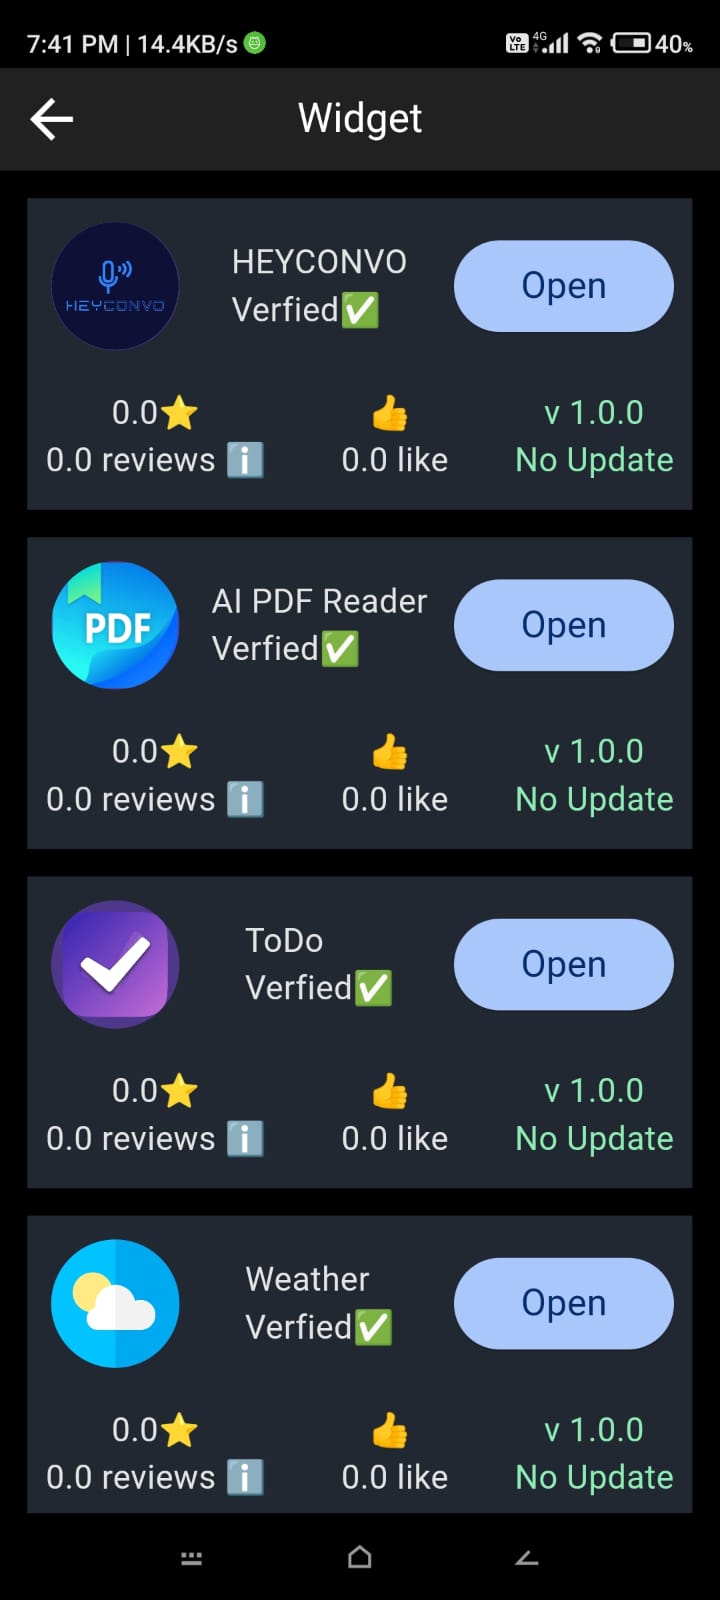 7:41 PM | 14.4KB/s Vo LTE 4G 40%
Widget
HEYCONVO
HEYCONVO
Verfied✅
Open
0.0⭐ 👍 v 1.0.0
0.0 reviews ℹ️ 0.0 like No Update
PDF
AI PDF Reader
Verfied✅
Open
0.0⭐ 👍 v 1.0.0
0.0 reviews ℹ️ 0.0 like No Update
ToDo
Verfied✅
Open
0.0⭐ 👍 v 1.0.0
0.0 reviews ℹ️ 0.0 like No Update
Weather
Verfied✅
Open
0.0⭐ 👍 v 1.0.0
0.0 reviews ℹ️ 0.0 like No Update